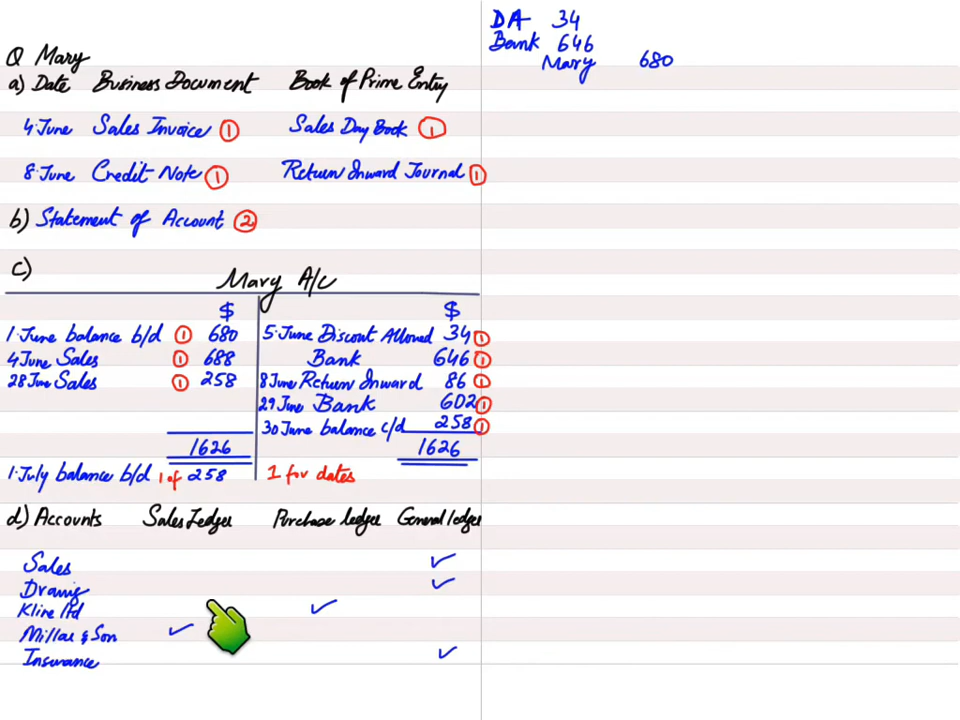 DA 34
Bank 646
Mary 680
Q Mary
a) Date Business Document Book of Prime Entry
4 June Sales Invoice 1 Sales Day Book 1
8 June Credit Note 1 Return Inward Journal 1
b) Statement of Account 2
c)
Mary A/c
$ $
1 June balance b/d 1 680 5 June Discout Allowed 34 1
4 June Sales 1 688 Bank 646 1
28 June Sales 1 258 8 June Return Inward 86 1
29 June Bank 602 1
30 June balance c/d 258 1
1626 1626
1 July balance b/d 1 of 258 1 for dates
d) Accounts Sales Ledger Purchase ledger General ledger
Sales ✓
✓
Kline ltd ✓
Millar & Son ✓
Insurance ✓